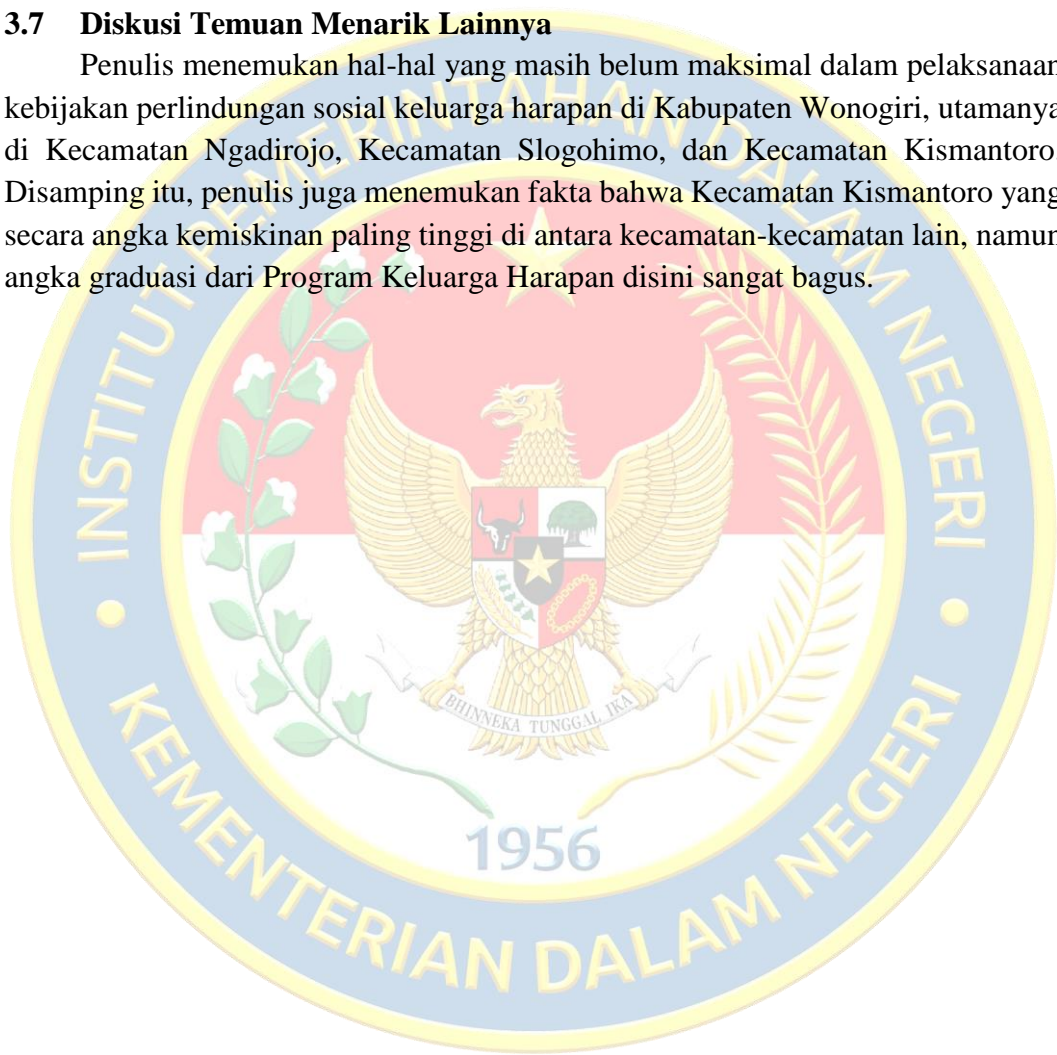 3.7 Diskusi Temuan Menarik Lainnya
Penulis menemukan hal-hal yang masih belum maksimal dalam pelaksanaan
kebijakan perlindungan sosial keluarga harapan di Kabupaten Wonogiri, utamanya
di Kecamatan Ngadirojo, Kecamatan Slogohimo, dan Kecamatan Kismantoro.
Disamping itu, penulis juga menemukan fakta bahwa Kecamatan Kismantoro yang
secara angka kemiskinan paling tinggi di antara kecamatan-kecamatan lain, namun
angka graduasi dari Program Keluarga Harapan disini sangat bagus.
INSTITUT PEMERINTAHAN DALAM NEGERI
BHINNEKA TUNGGAL IKA
1956
KEMENTERIAN DALAM NEGERI